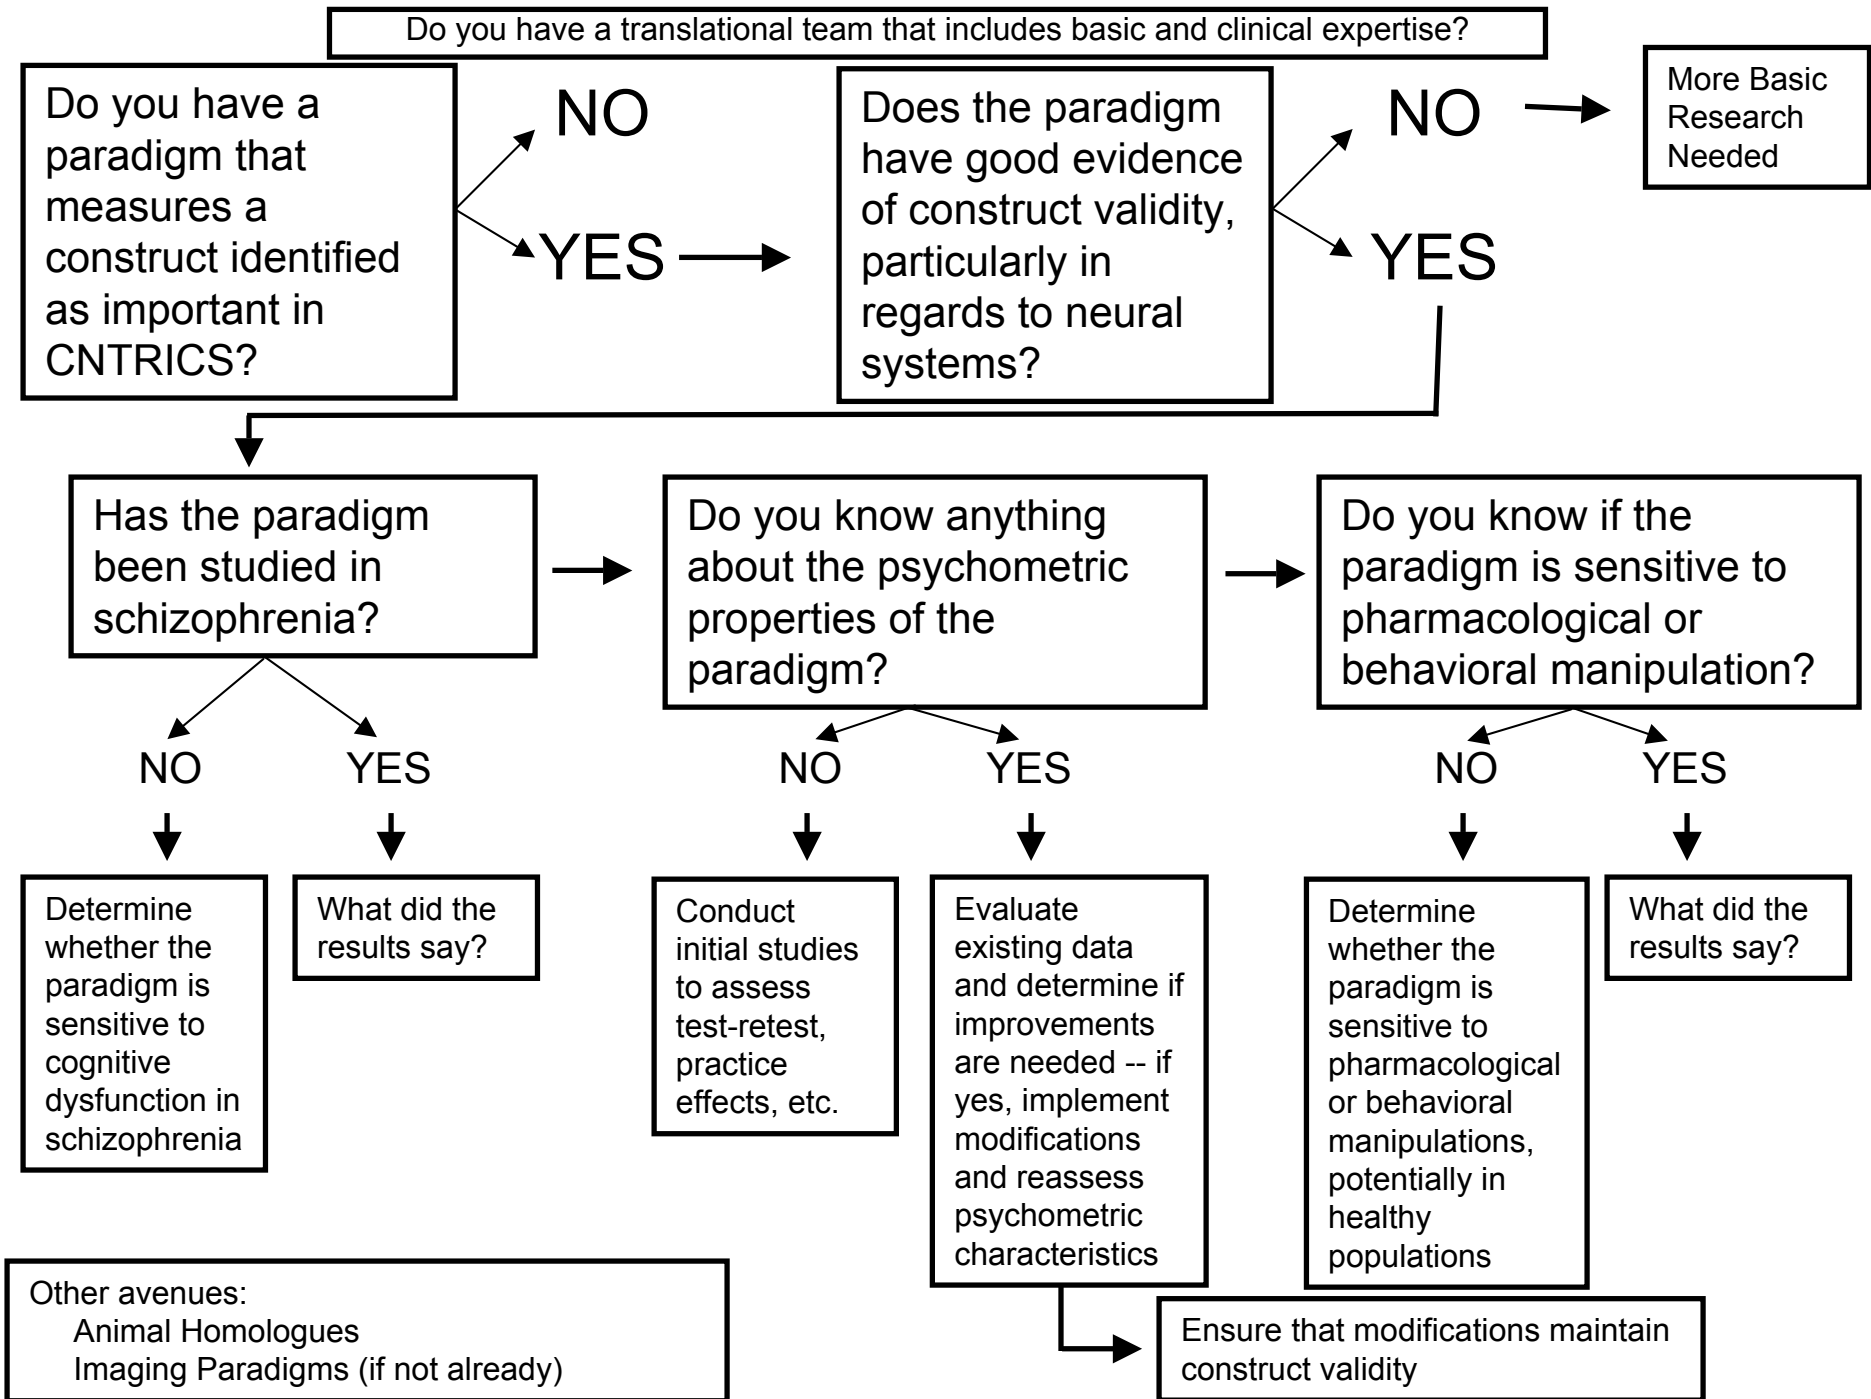 Do you have a translational team that includes basic and clinical expertise?
Do you have a
paradigm that
measures a
construct identified
as important in
CNTRICS?
NO
YES
Does the paradigm
have good evidence
of construct validity,
particularly in
regards to neural
systems?
NO
YES
More Basic
Research
Needed
Has the paradigm
been studied in
schizophrenia?
Do you know anything
about the psychometric
properties of the
paradigm?
Do you know if the
paradigm is sensitive to
pharmacological or
behavioral manipulation?
NO
YES
NO
YES
NO
YES
Determine
whether the
paradigm is
sensitive to
cognitive
dysfunction in
schizophrenia
What did the
results say?
Conduct
initial studies
to assess
test-retest,
practice
effects, etc.
Evaluate
existing data
and determine if
improvements
are needed -- if
yes, implement
modifications
and reassess
psychometric
characteristics
Determine
whether the
paradigm is
sensitive to
pharmacological
or behavioral
manipulations,
potentially in
healthy
populations
What did the
results say?
Other avenues:
Animal Homologues
Imaging Paradigms (if not already)
Ensure that modifications maintain
construct validity